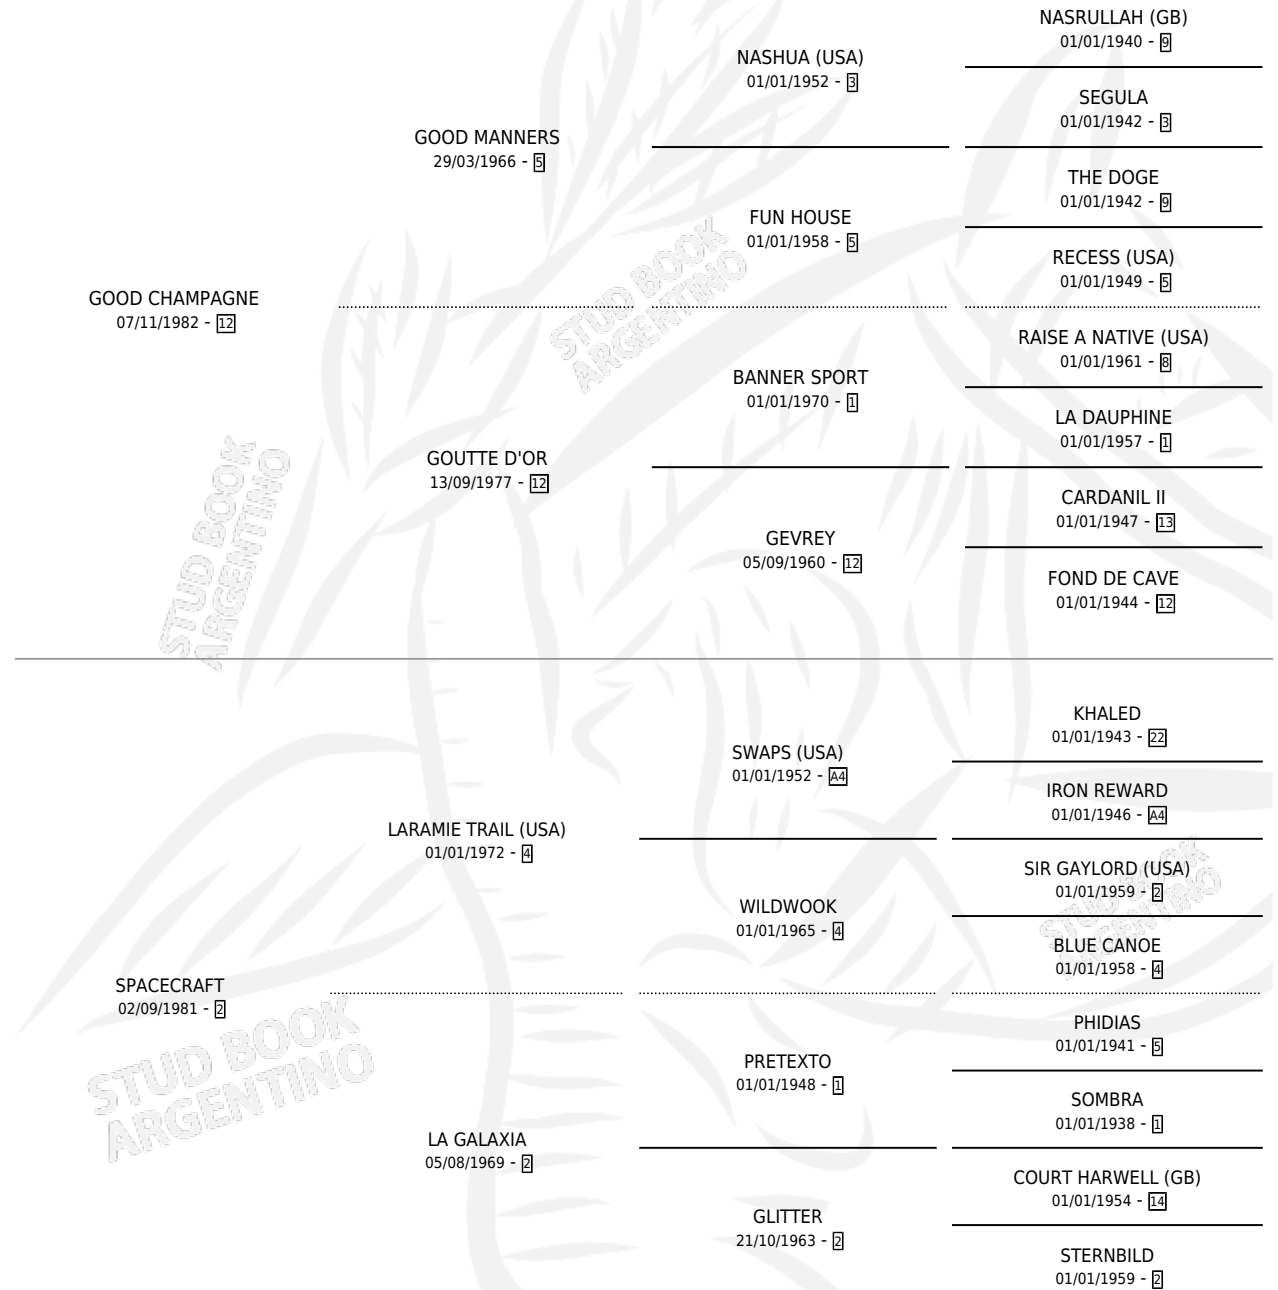 NASRULLAH (GB)
01/01/1940 - 9
NASHUA (USA)
01/01/1952 - 3
SEGULA
01/01/1942 - 3
GOOD MANNERS
29/03/1966 - 5
THE DOGE
01/01/1942 - 9
FUN HOUSE
01/01/1958 - 5
RECESS (USA)
01/01/1949 - 5
GOOD CHAMPAGNE
07/11/1982 - 12
RAISE A NATIVE (USA)
01/01/1961 - 8
BANNER SPORT
01/01/1970 - 1
LA DAUPHINE
01/01/1957 - 1
GOUTTE D'OR
13/09/1977 - 12
CARDANIL II
01/01/1947 - 13
GEVREY
05/09/1960 - 12
FOND DE CAVE
01/01/1944 - 12
KHALED
01/01/1943 - 22
SWAPS (USA)
01/01/1952 - A4
IRON REWARD
01/01/1946 - A4
LARAMIE TRAIL (USA)
01/01/1972 - 4
SIR GAYLORD (USA)
01/01/1959 - 2
WILDWOOK
01/01/1965 - 4
BLUE CANOE
01/01/1958 - 4
SPACECRAFT
02/09/1981 - 2
PHIDIAS
01/01/1941 - 5
PRETEXTO
01/01/1948 - 1
SOMBRA
01/01/1938 - 1
LA GALAXIA
05/08/1969 - 2
COURT HARWELL (GB)
01/01/1954 - 14
GLITTER
21/10/1963 - 2
STERNBILD
01/01/1959 - 2
STUD BOOK
ARGENTINO
STUD BOOK
ARGENTINO
STUD BOOK
ARGENTINO
STUD BOOK
ARGENTINO